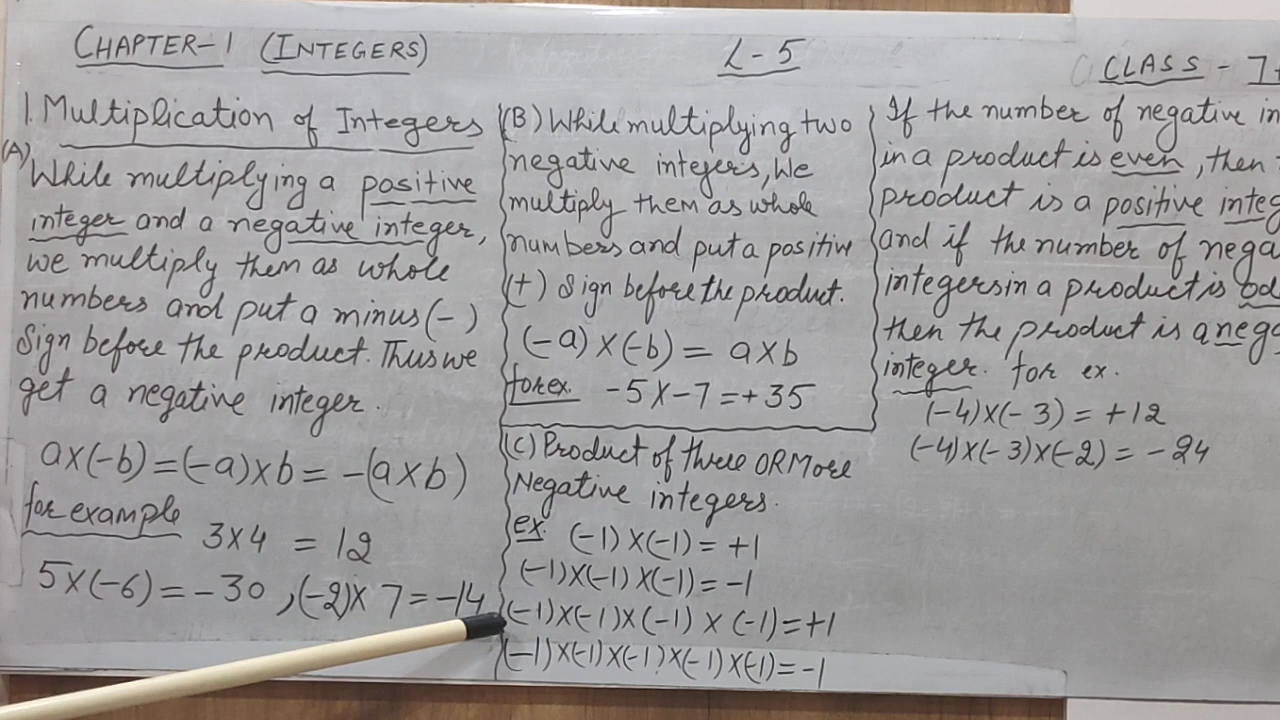 CHAPTER-1 (INTEGERS)
L-5
CLASS - 7
1. Multiplication of Integers
(A) While multiplying a positive
integer and a negative integer,
we multiply them as whole
numbers and put a minus (-)
Sign before the product. Thus we
get a negative integer.
a×(-b)=(-a)×b= -(a×b)
for example
3×4 = 12
5×(-6)= -30, (-2)× 7=-14
(B) While multiplying two
negative integers, We
multiply them as whole
numbers and put a positive
(+) Sign before the product.
(-a)×(-b)= a×b
for ex. -5×-7=+35
(C) Product of three OR More
Negative integers.
ex. (-1)×(-1)= +1
(-1)×(-1)×(-1)=-1
(-1)×(-1)×(-1)×(-1)=+1
(-1)×(-1)×(-1)×(-1)×(-1)=-1
If the number of negative in
in a product is even, then
product is a positive integ
and if the number of nega
integers in a product is od
then the product is a nega
integer. for ex.
(-4)×(-3)=+12
(-4)×(-3)×(-2)= -24